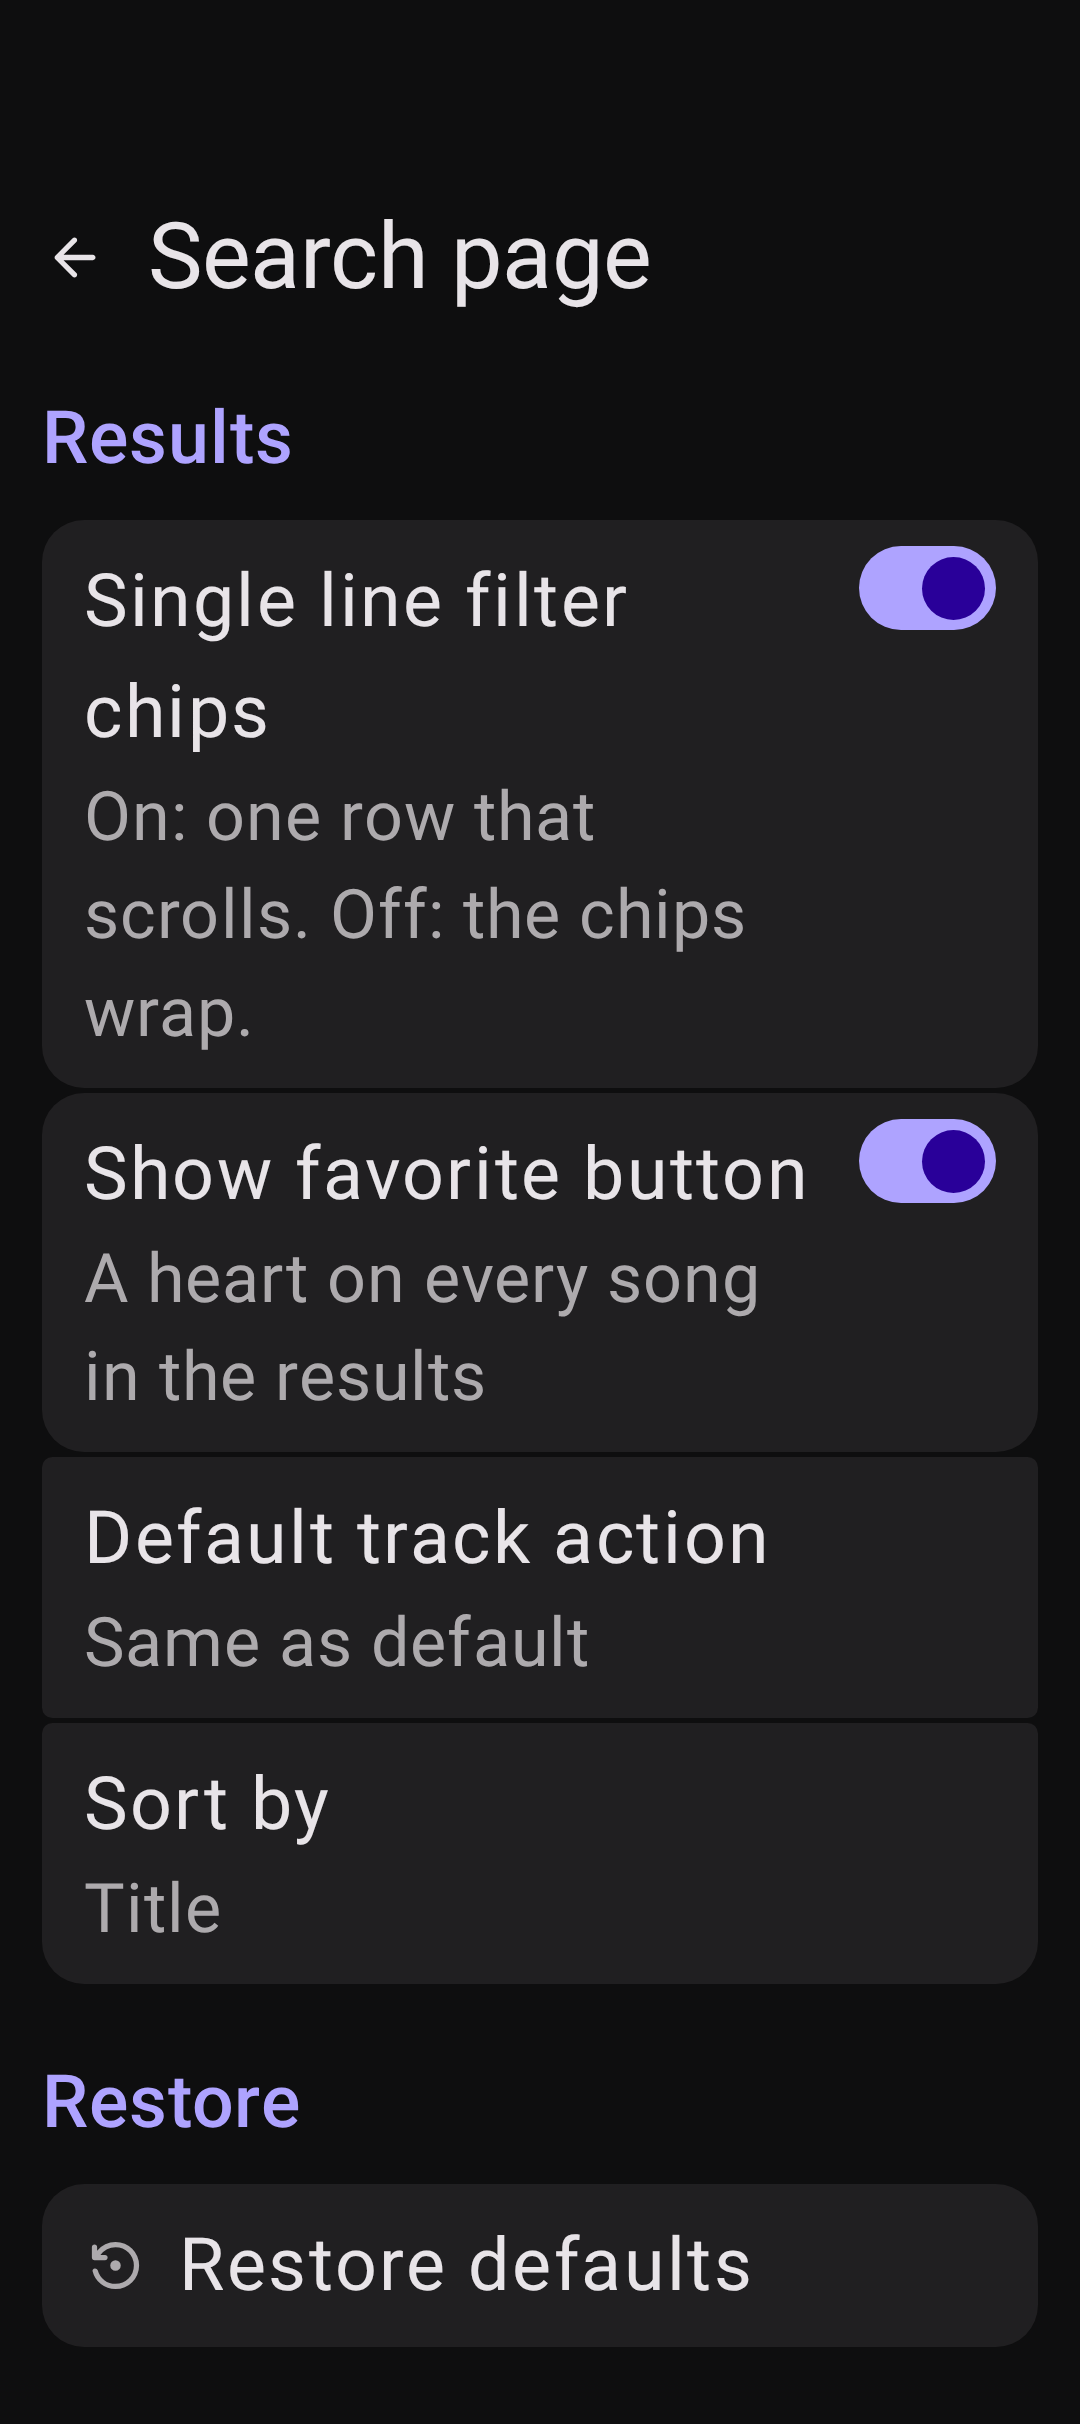 Search page
Results
Single line filter
chips
On: one row that
scrolls. Off: the chips
wrap.
Show favorite button
A heart on every song
in the results
Default track action
Same as default
Sort by
Title
Restore
Restore defaults